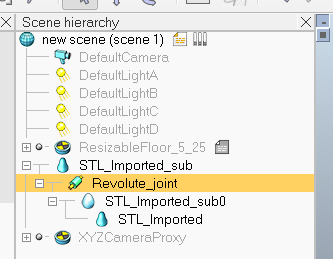 Scene hierarchy
new scene (scene 1)
DefaultCamera
DefaultLightA
DefaultLightB
DefaultLightC
DefaultLightD
ResizableFloor_5_25
STL_Imported_sub
Revolute_joint
STL_Imported_sub0
STL_Imported
XYZCameraProxy